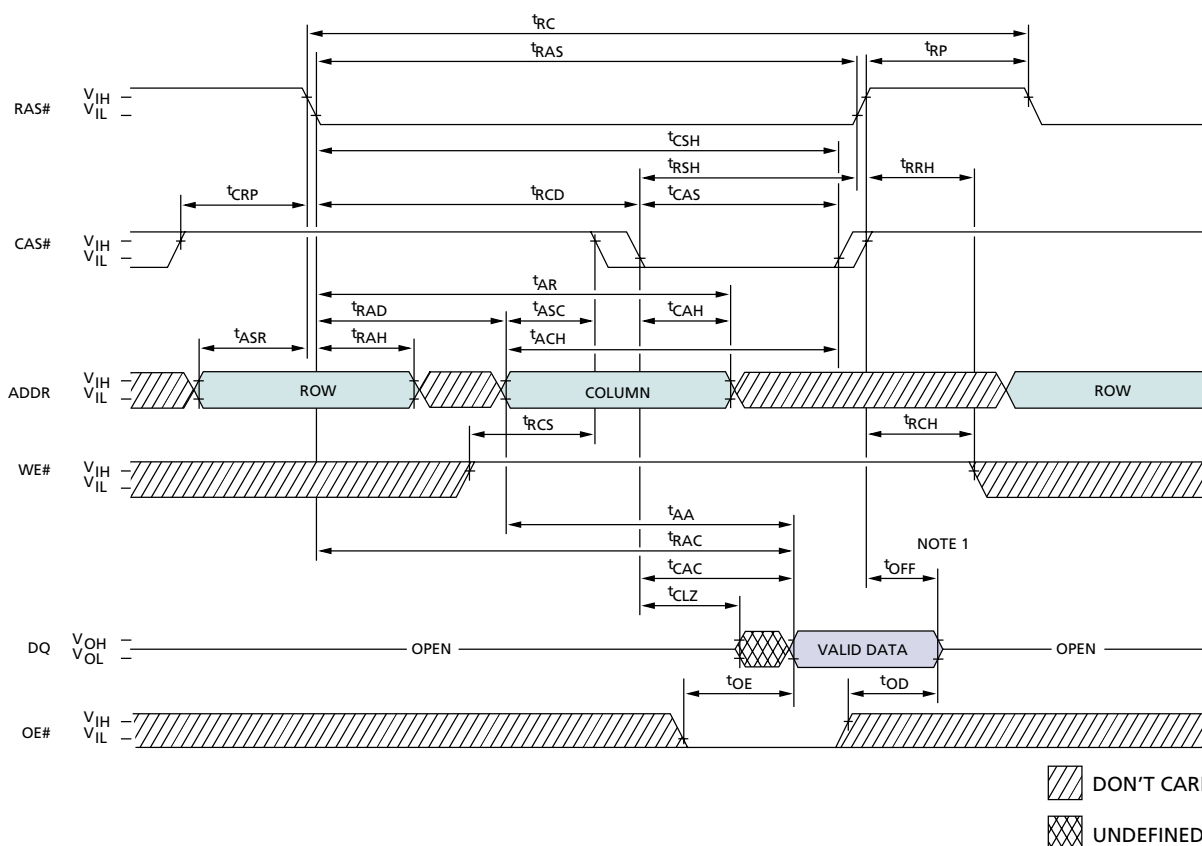 tRC
tRAS
tRP
RAS# VIH
VIL
tCSH
tRSH
tRRH
tCRP
tRCD
tCAS
CAS# VIH
VIL
tAR
tRAD
tASC
tCAH
tASR
tRAH
tACH
ADDR VIH
VIL
ROW
COLUMN
ROW
tRCS
tRCH
WE# VIH
VIL
tAA
tRAC
NOTE 1
tCAC
tOFF
tCLZ
DQ VOH
VOL
OPEN
VALID DATA
OPEN
tOE
tOD
OE# VIH
VIL
DON'T CAR
UNDEFINED